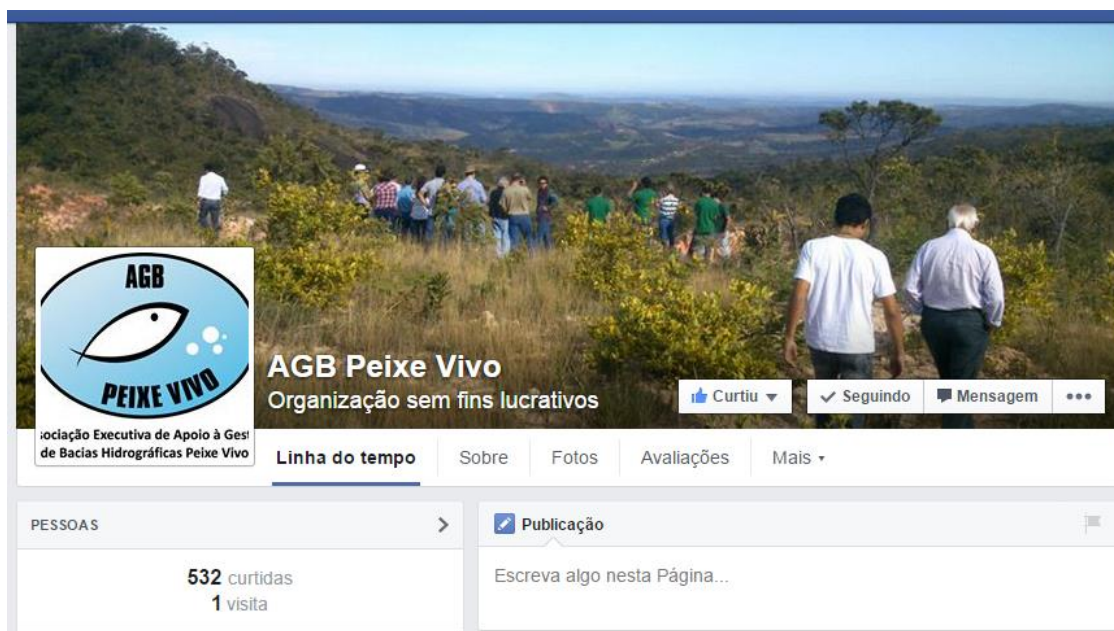 AGB
PEIXE VIVO
sociação Executiva de Apoio à Gest
de Bacias Hidrográficas Peixe Vivo
AGB Peixe Vivo
Organização sem fins lucrativos
Curtiu
Seguindo
Mensagem
Linha do tempo
Sobre
Fotos
Avaliações
Mais
PESSOAS
532 curtidas
1 visita
Publicação
Escreva algo nesta Página...